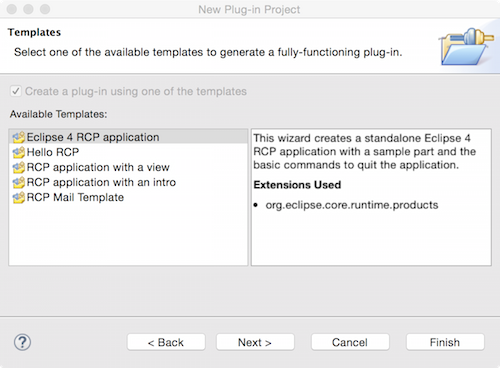 New Plug-in Project
Templates
Select one of the available templates to generate a fully-functioning plug-in.
Create a plug-in using one of the templates
Available Templates:
Eclipse 4 RCP application
Hello RCP
RCP application with a view
RCP application with an intro
RCP Mail Template
This wizard creates a standalone Eclipse 4
RCP application with a sample part and the
basic commands to quit the application.
Extensions Used
• org.eclipse.core.runtime.products
?
< Back
Next >
Cancel
Finish